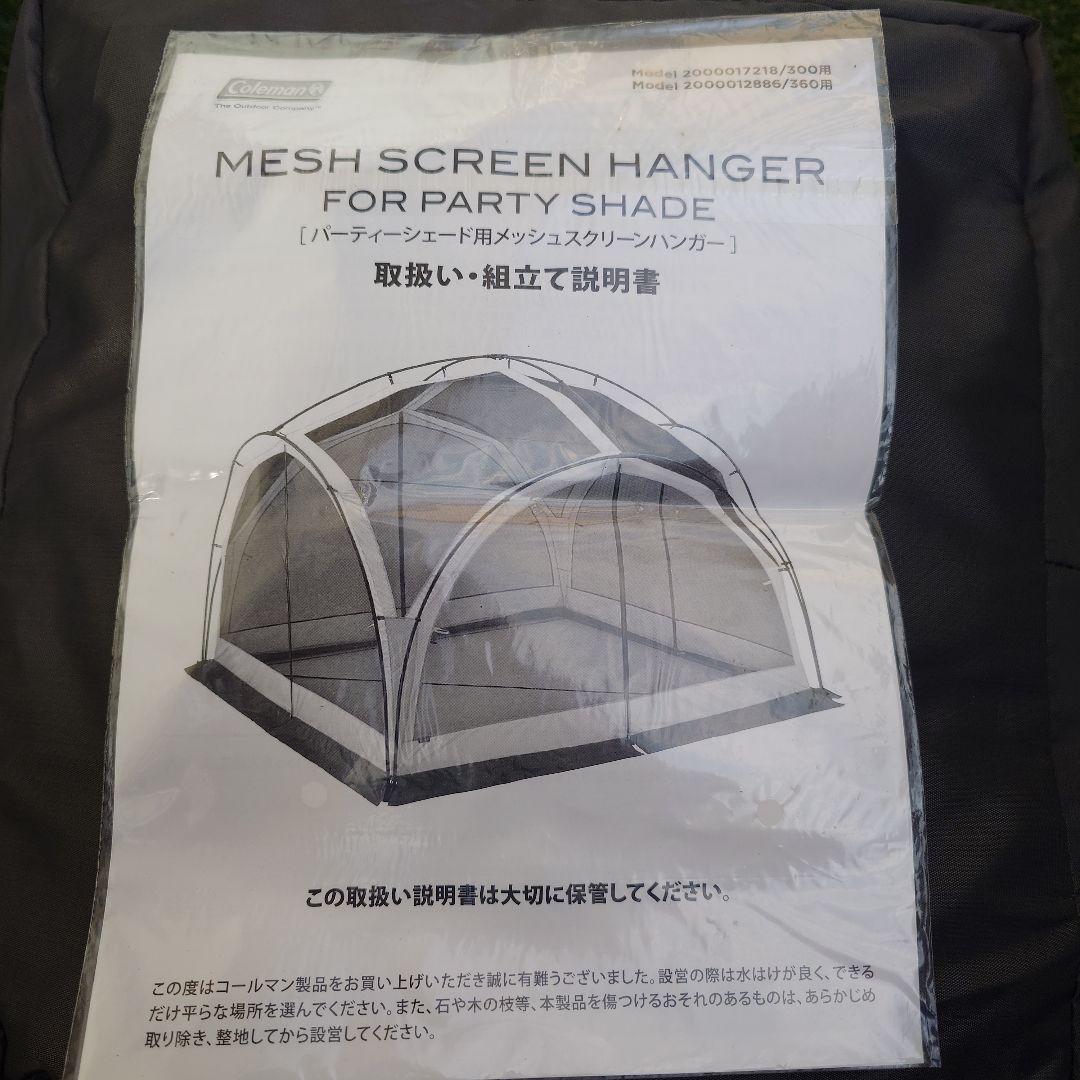 Coleman
The Outdoor Company™
Model 2000017218/300用
Model 2000012886/360用
MESH SCREEN HANGER
FOR PARTY SHADE
[パーティーシェード用メッシュスクリーンハンガー]
取扱い・組立て説明書
この取扱い説明書は大切に保管してください。
この度はコールマン製品をお買い上げいただき誠に有難うございました。設営の際は水はけが良く、できる
だけ平らな場所を選んでください。また、石や木の枝等、本製品を傷つけるおそれのあるものは、あらかじめ
取り除き、整地してから設営してください。